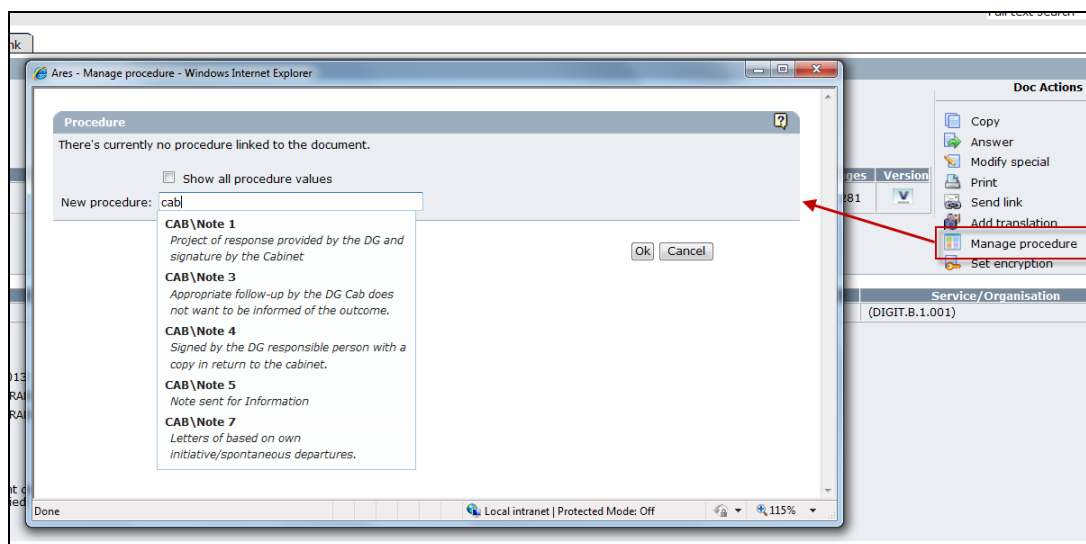 Full text search
nk
Ares - Manage procedure - Windows Internet Explorer
Doc Actions
Procedure
There's currently no procedure linked to the document.
Show all procedure values
New procedure: cab
CAB\Note 1
Project of response provided by the DG and
signature by the Cabinet
CAB\Note 3
Appropriate follow-up by the DG Cab does
not want to be informed of the outcome.
CAB\Note 4
Signed by the DG responsible person with a
copy in return to the cabinet.
CAB\Note 5
Note sent for Information
CAB\Note 7
Letters of based on own
initiative/spontaneous departures.
Ok Cancel
ges Version
281
Copy
Answer
Modify special
Print
Send link
Add translation
Manage procedure
Set encryption
Service/Organisation
(DIGIT.B.1.001)
013
RAI
RAI
nt c
ied
Done
Local intranet | Protected Mode: Off
115%